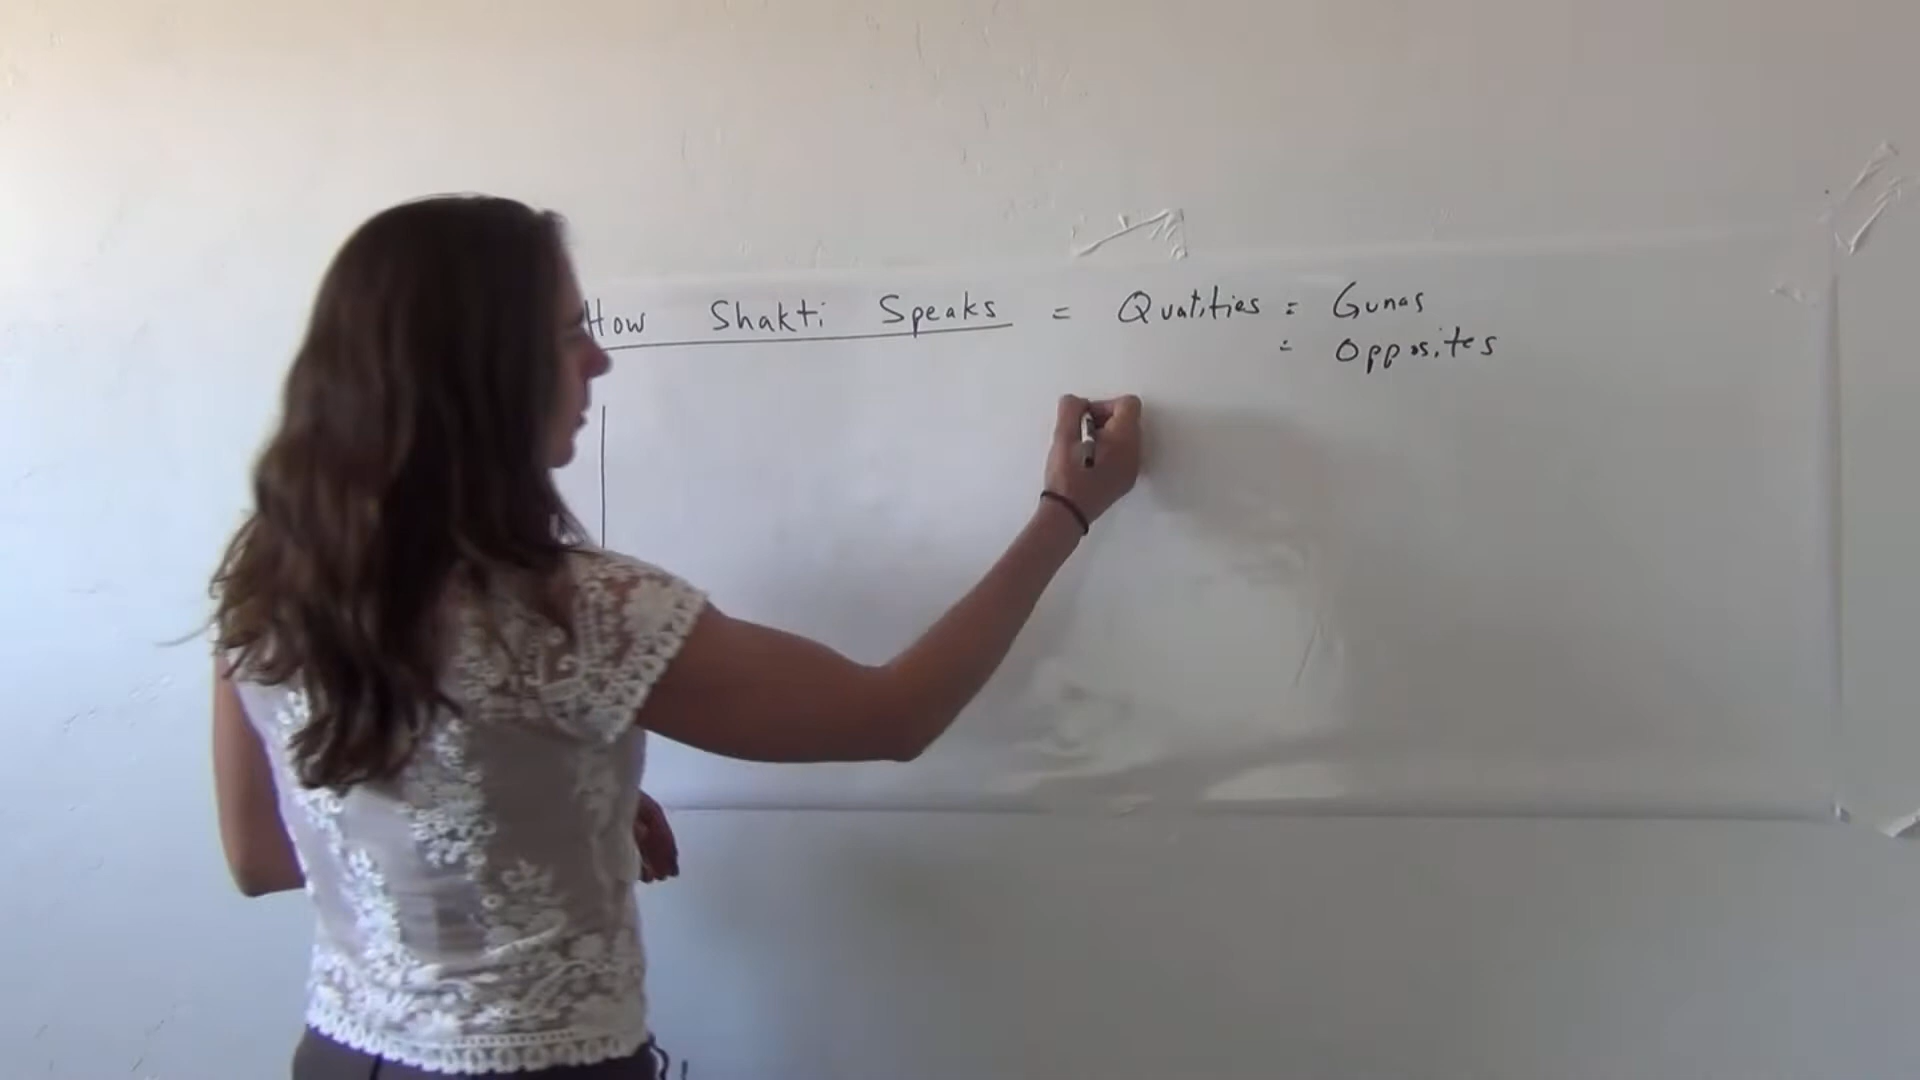 How Shakti Speaks = Qualities = Gunas
= Opposites